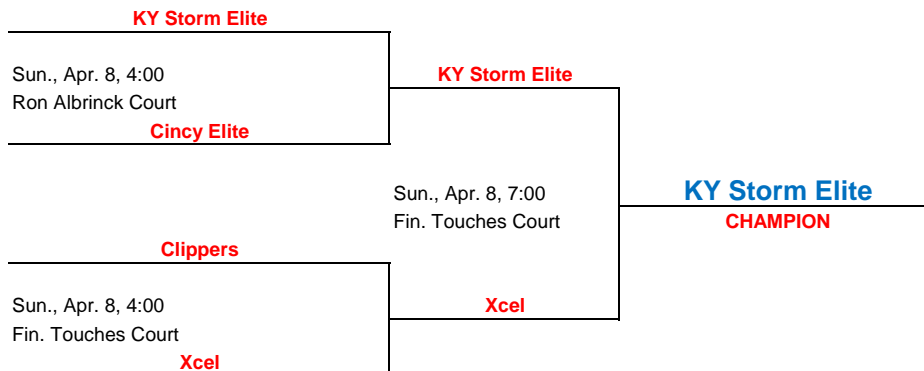 KY Storm Elite
Sun., Apr. 8, 4:00
Ron Albrinck Court
KY Storm Elite
Cincy Elite
Sun., Apr. 8, 7:00
Fin. Touches Court
KY Storm Elite
CHAMPION
Clippers
Sun., Apr. 8, 4:00
Fin. Touches Court
Xcel
Xcel